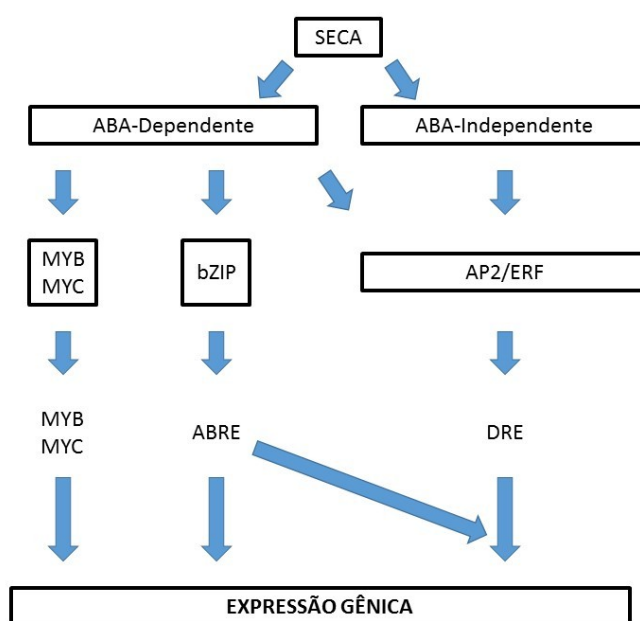 SECA
ABA-Dependente
ABA-Independente
MYB
MYC
bZIP
AP2/ERF
MYB
MYC
ABRE
DRE
EXPRESSÃO GÊNICA